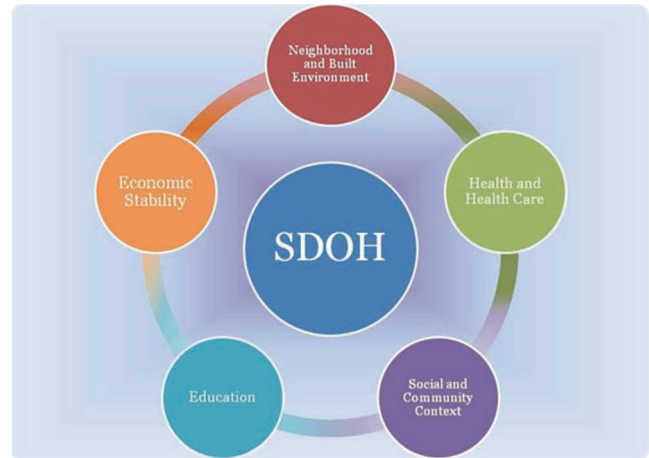 Neighborhood
and Built
Environment
Economic
Stability
Health and
Health Care
SDOH
Education
Social and
Community
Context